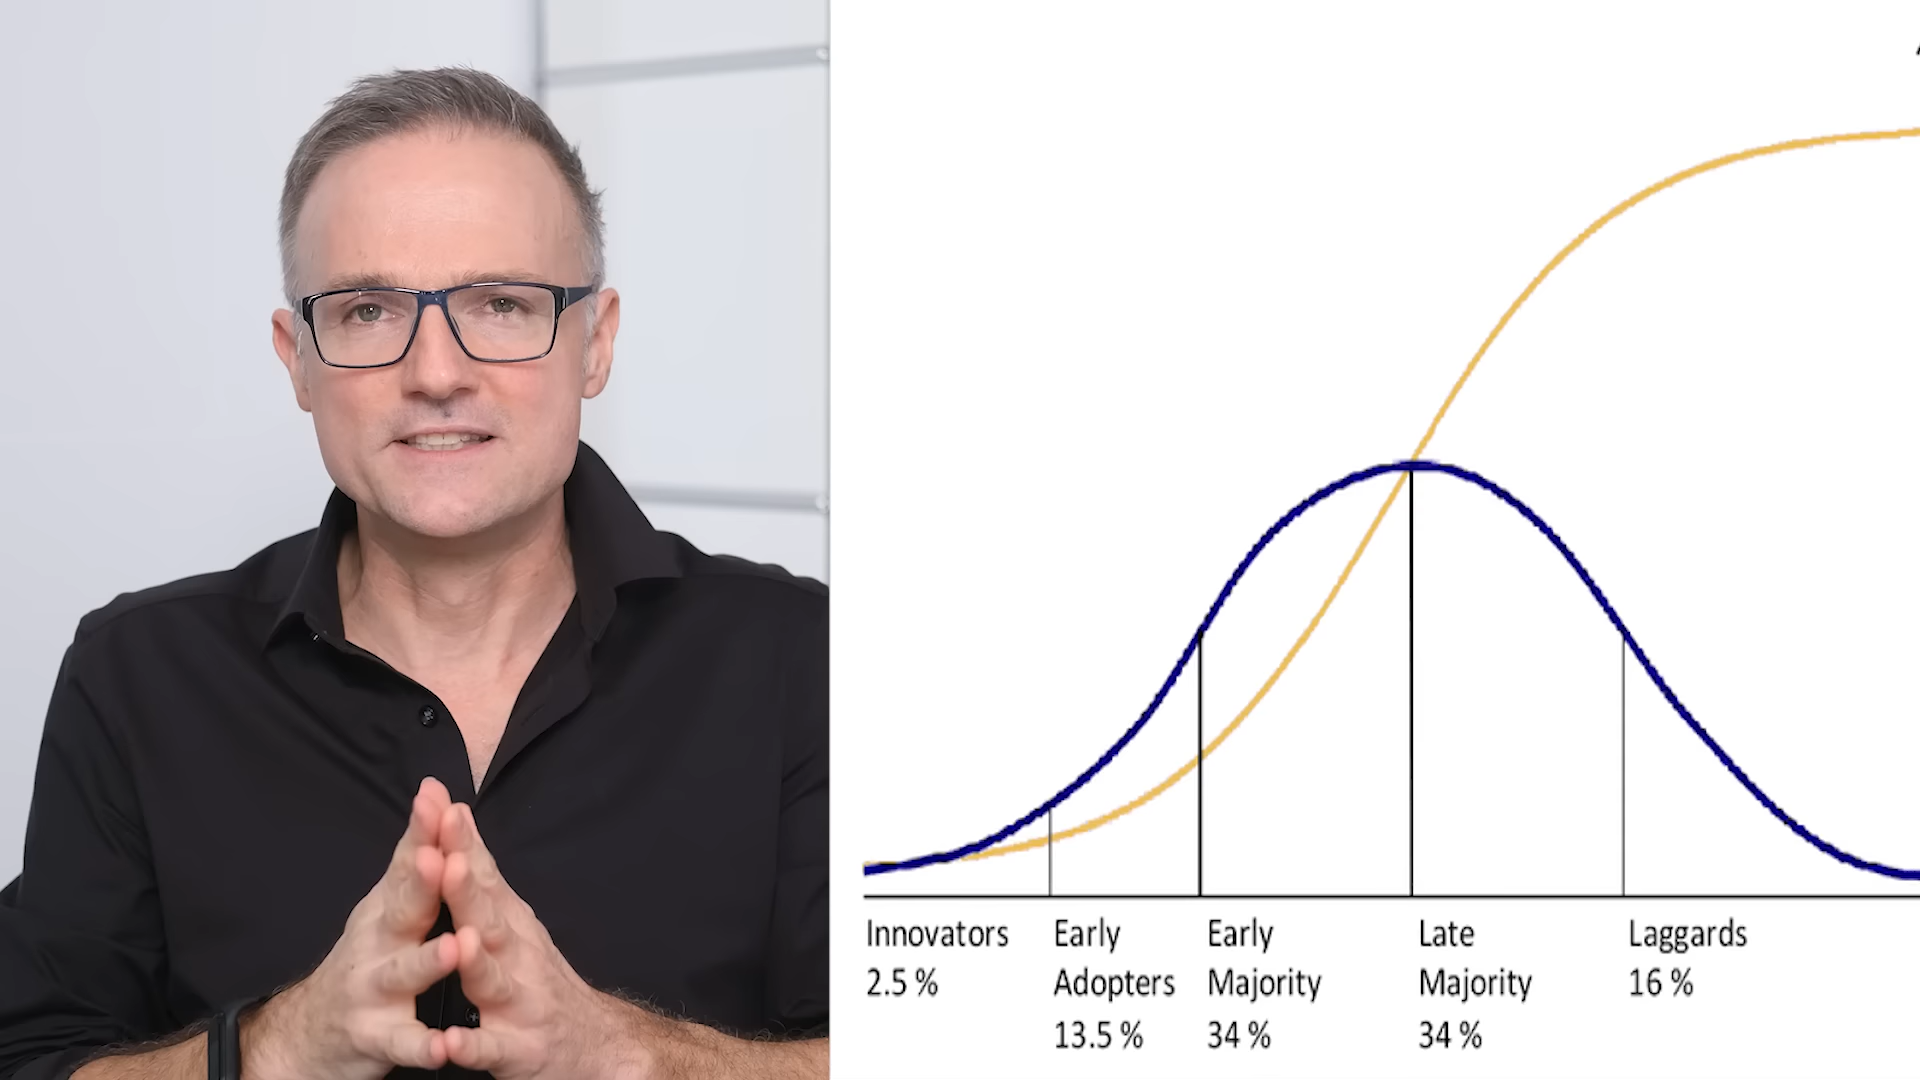 Innovators
2.5 %
Early
Adopters
13.5 %
Early
Majority
34 %
Late
Majority
34 %
Laggards
16 %